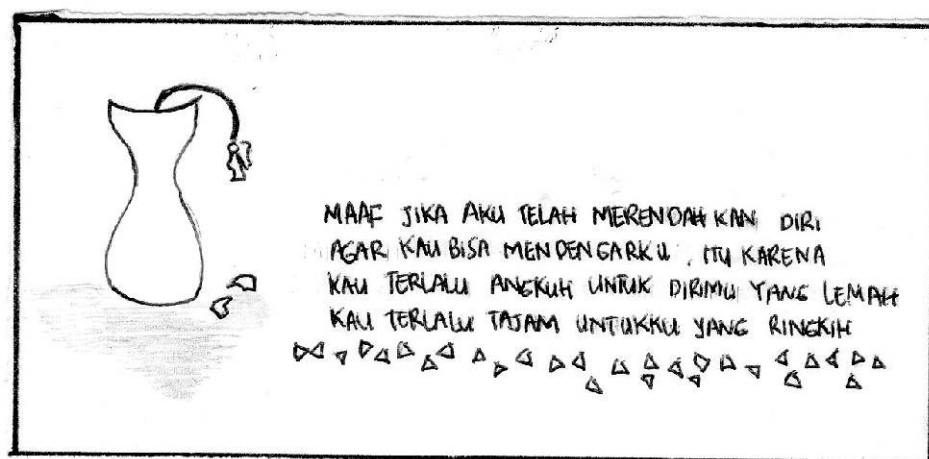 MAAF JIKA AKU TELAH MERENDAHKAN DIRI
AGAR KAU BISA MENDENGARKU. ITU KARENA
KAU TERLALU ANGKUH UNTUK DIRIMU YANG LEMAH
KAU TERLALU TAJAM UNTUKKU YANG RINGKIH